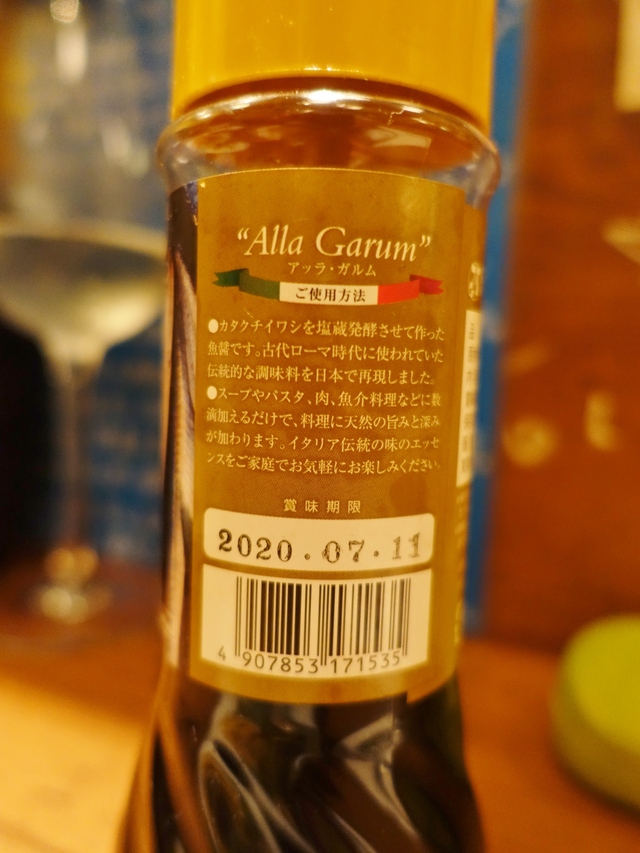 “Alla Garum”
アッラ・ガルム
ご使用方法
●カタクチイワシを塩蔵発酵させて作った
魚醤です。古代ローマ時代に使われていた
伝統的な調味料を日本で再現しました。
●スープやパスタ、肉、魚介料理などに数
滴加えるだけで、料理に天然の旨みと深み
が加わります。イタリア伝統の味のエッセ
ンスをご家庭でお気軽にお楽しみください。
賞味期限
2020.07.11
4 907853 171535